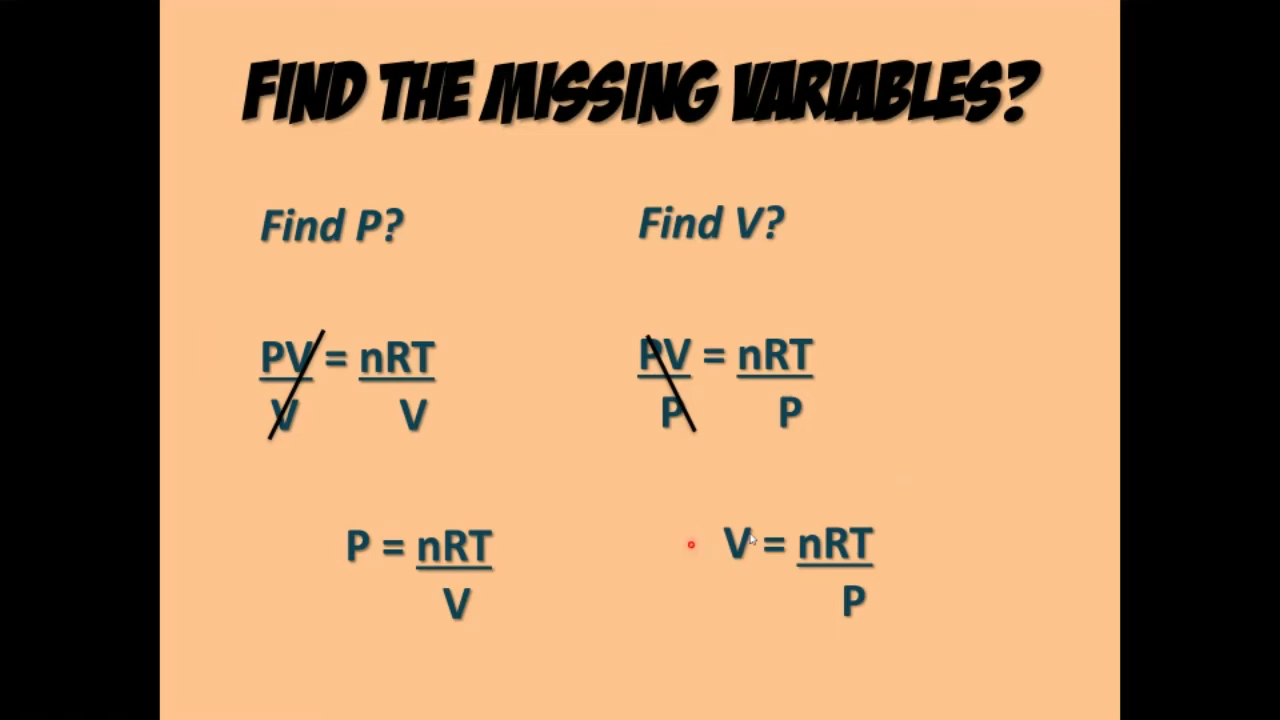 FIND THE MISSING VARIABLES?
Find P?
PV = nRT
V V
P = nRT
V
Find V?
PV = nRT
P P
V = nRT
P